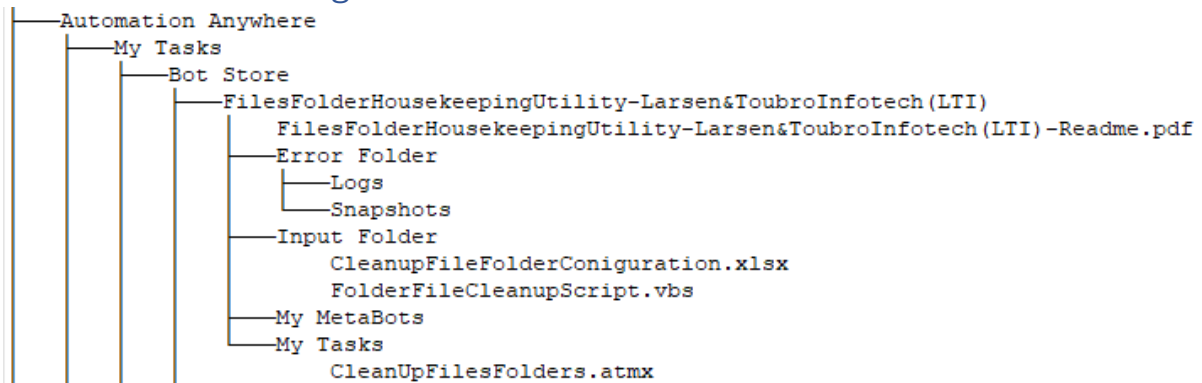 Automation Anywhere
My Tasks
Bot Store
FilesFolderHousekeepingUtility-Larsen&ToubroInfotech(LTI)
FilesFolderHousekeepingUtility-Larsen&ToubroInfotech(LTI)-Readme.pdf
Error Folder
Logs
Snapshots
Input Folder
CleanupFileFolderConiguration.xlsx
FolderFileCleanupScript.vbs
My MetaBots
My Tasks
CleanUpFilesFolders.atmx